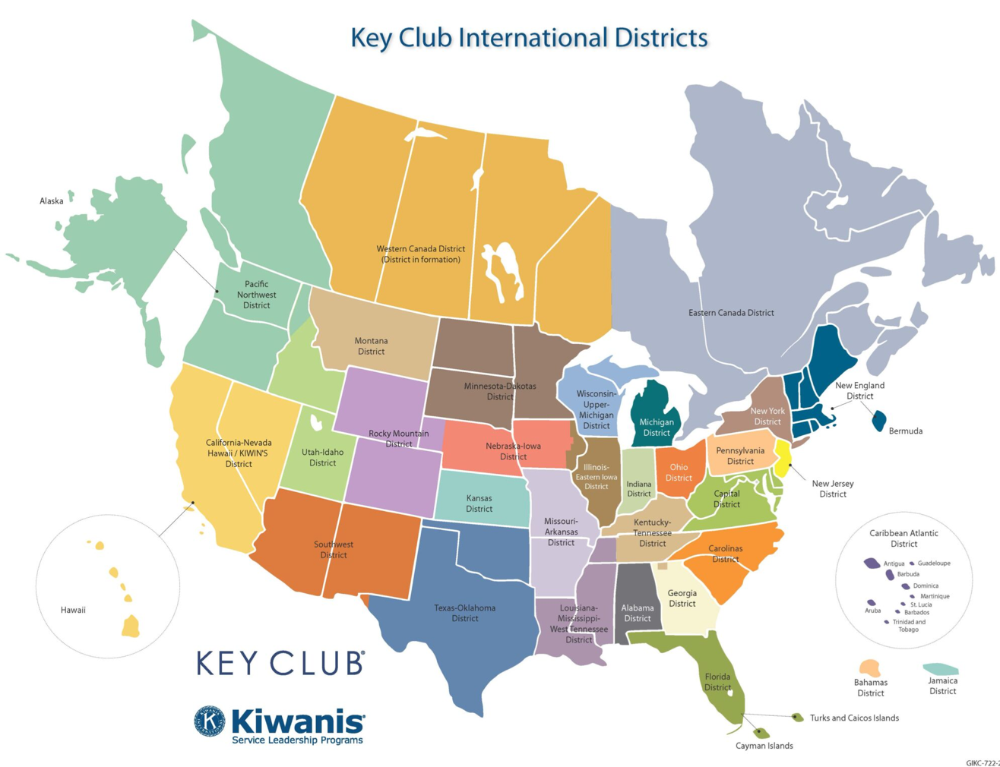 Key Club International Districts
Alaska
Pacific
Northwest
District
Western Canada District
(District in formation)
Eastern Canada District
Montana
District
Minnesota-Dakotas
District
Wisconsin-
Upper-
Michigan
District
Michigan
District
New York
District
New England
District
Bermuda
California-Nevada
Hawaii / KIWIN'S
District
Utah-Idaho
District
Rocky Mountain
District
Nebraska-Iowa
District
Illinois-
Eastern Iowa
District
Indiana
District
Ohio
District
Pennsylvania
District
New Jersey
District
Capital
District
Kansas
District
Missouri-
Arkansas
District
Kentucky-
Tennessee
District
Carolinas
District
Southwest
District
Texas-Oklahoma
District
Louisiana-
Mississippi-
West Tennessee
District
Alabama
District
Georgia
District
Florida
District
Hawaii
Caribbean Atlantic
District
Antigua
Guadeloupe
Barbuda
Dominica
Martinique
St. Lucia
Aruba
Barbados
Trinidad and
Tobago
Bahamas
District
Jamaica
District
Turks and Caicos Islands
Cayman Islands
KEY CLUB®
K
Kiwanis®
Service Leadership Programs